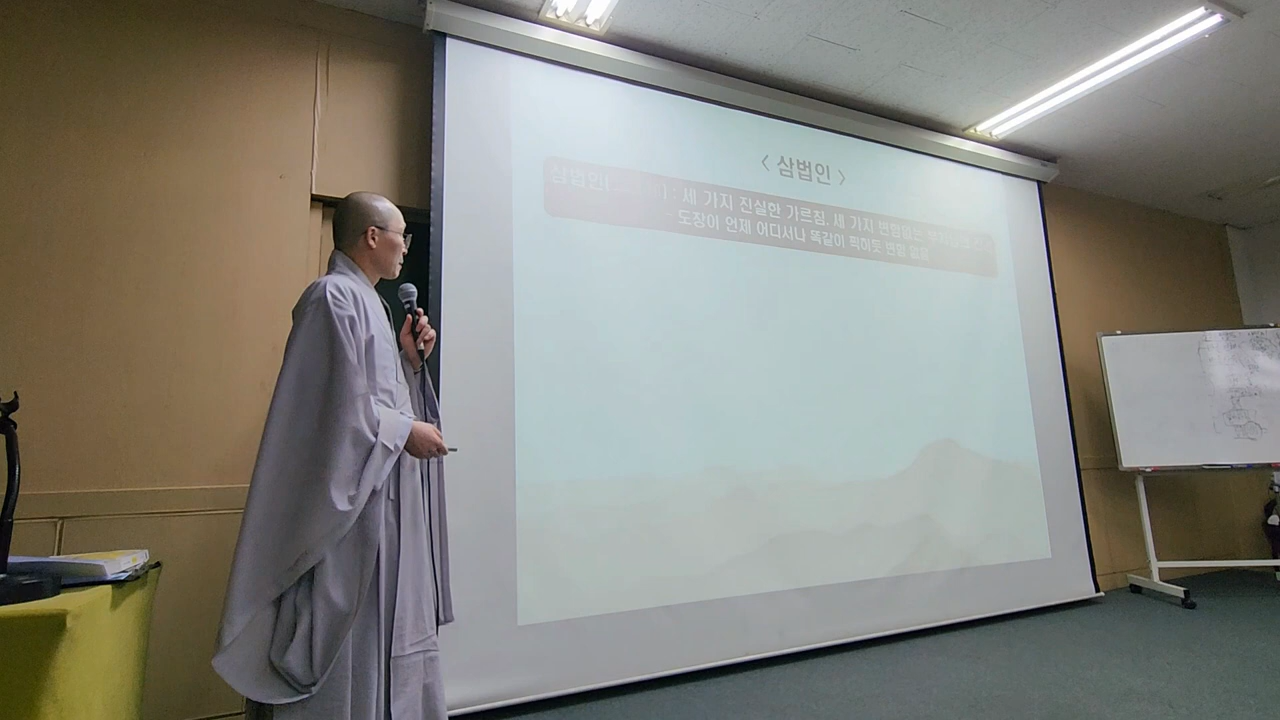 < 삼법인 >
삼법인( : 세 가지 진실한 가르침. 세 가지 변함없는
- 도장이 언제 어디서나 똑같이 찍히듯 변함 없음